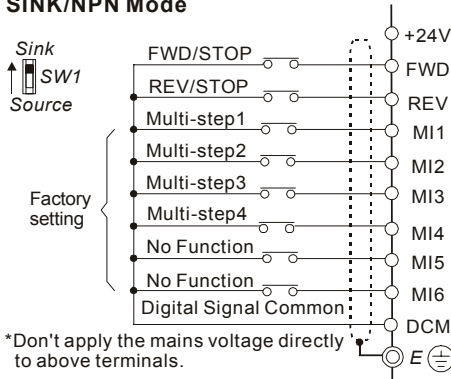 SINK/NPN Mode
Sink
SW1
Source
+24V
FWD/STOP
FWD
REV/STOP
REV
Multi-step1
MI1
Multi-step2
MI2
Multi-step3
MI3
Factory
setting
Multi-step4
MI4
No Function
MI5
No Function
MI6
Digital Signal Common
DCM
*Don't apply the mains voltage directly
to above terminals.
E